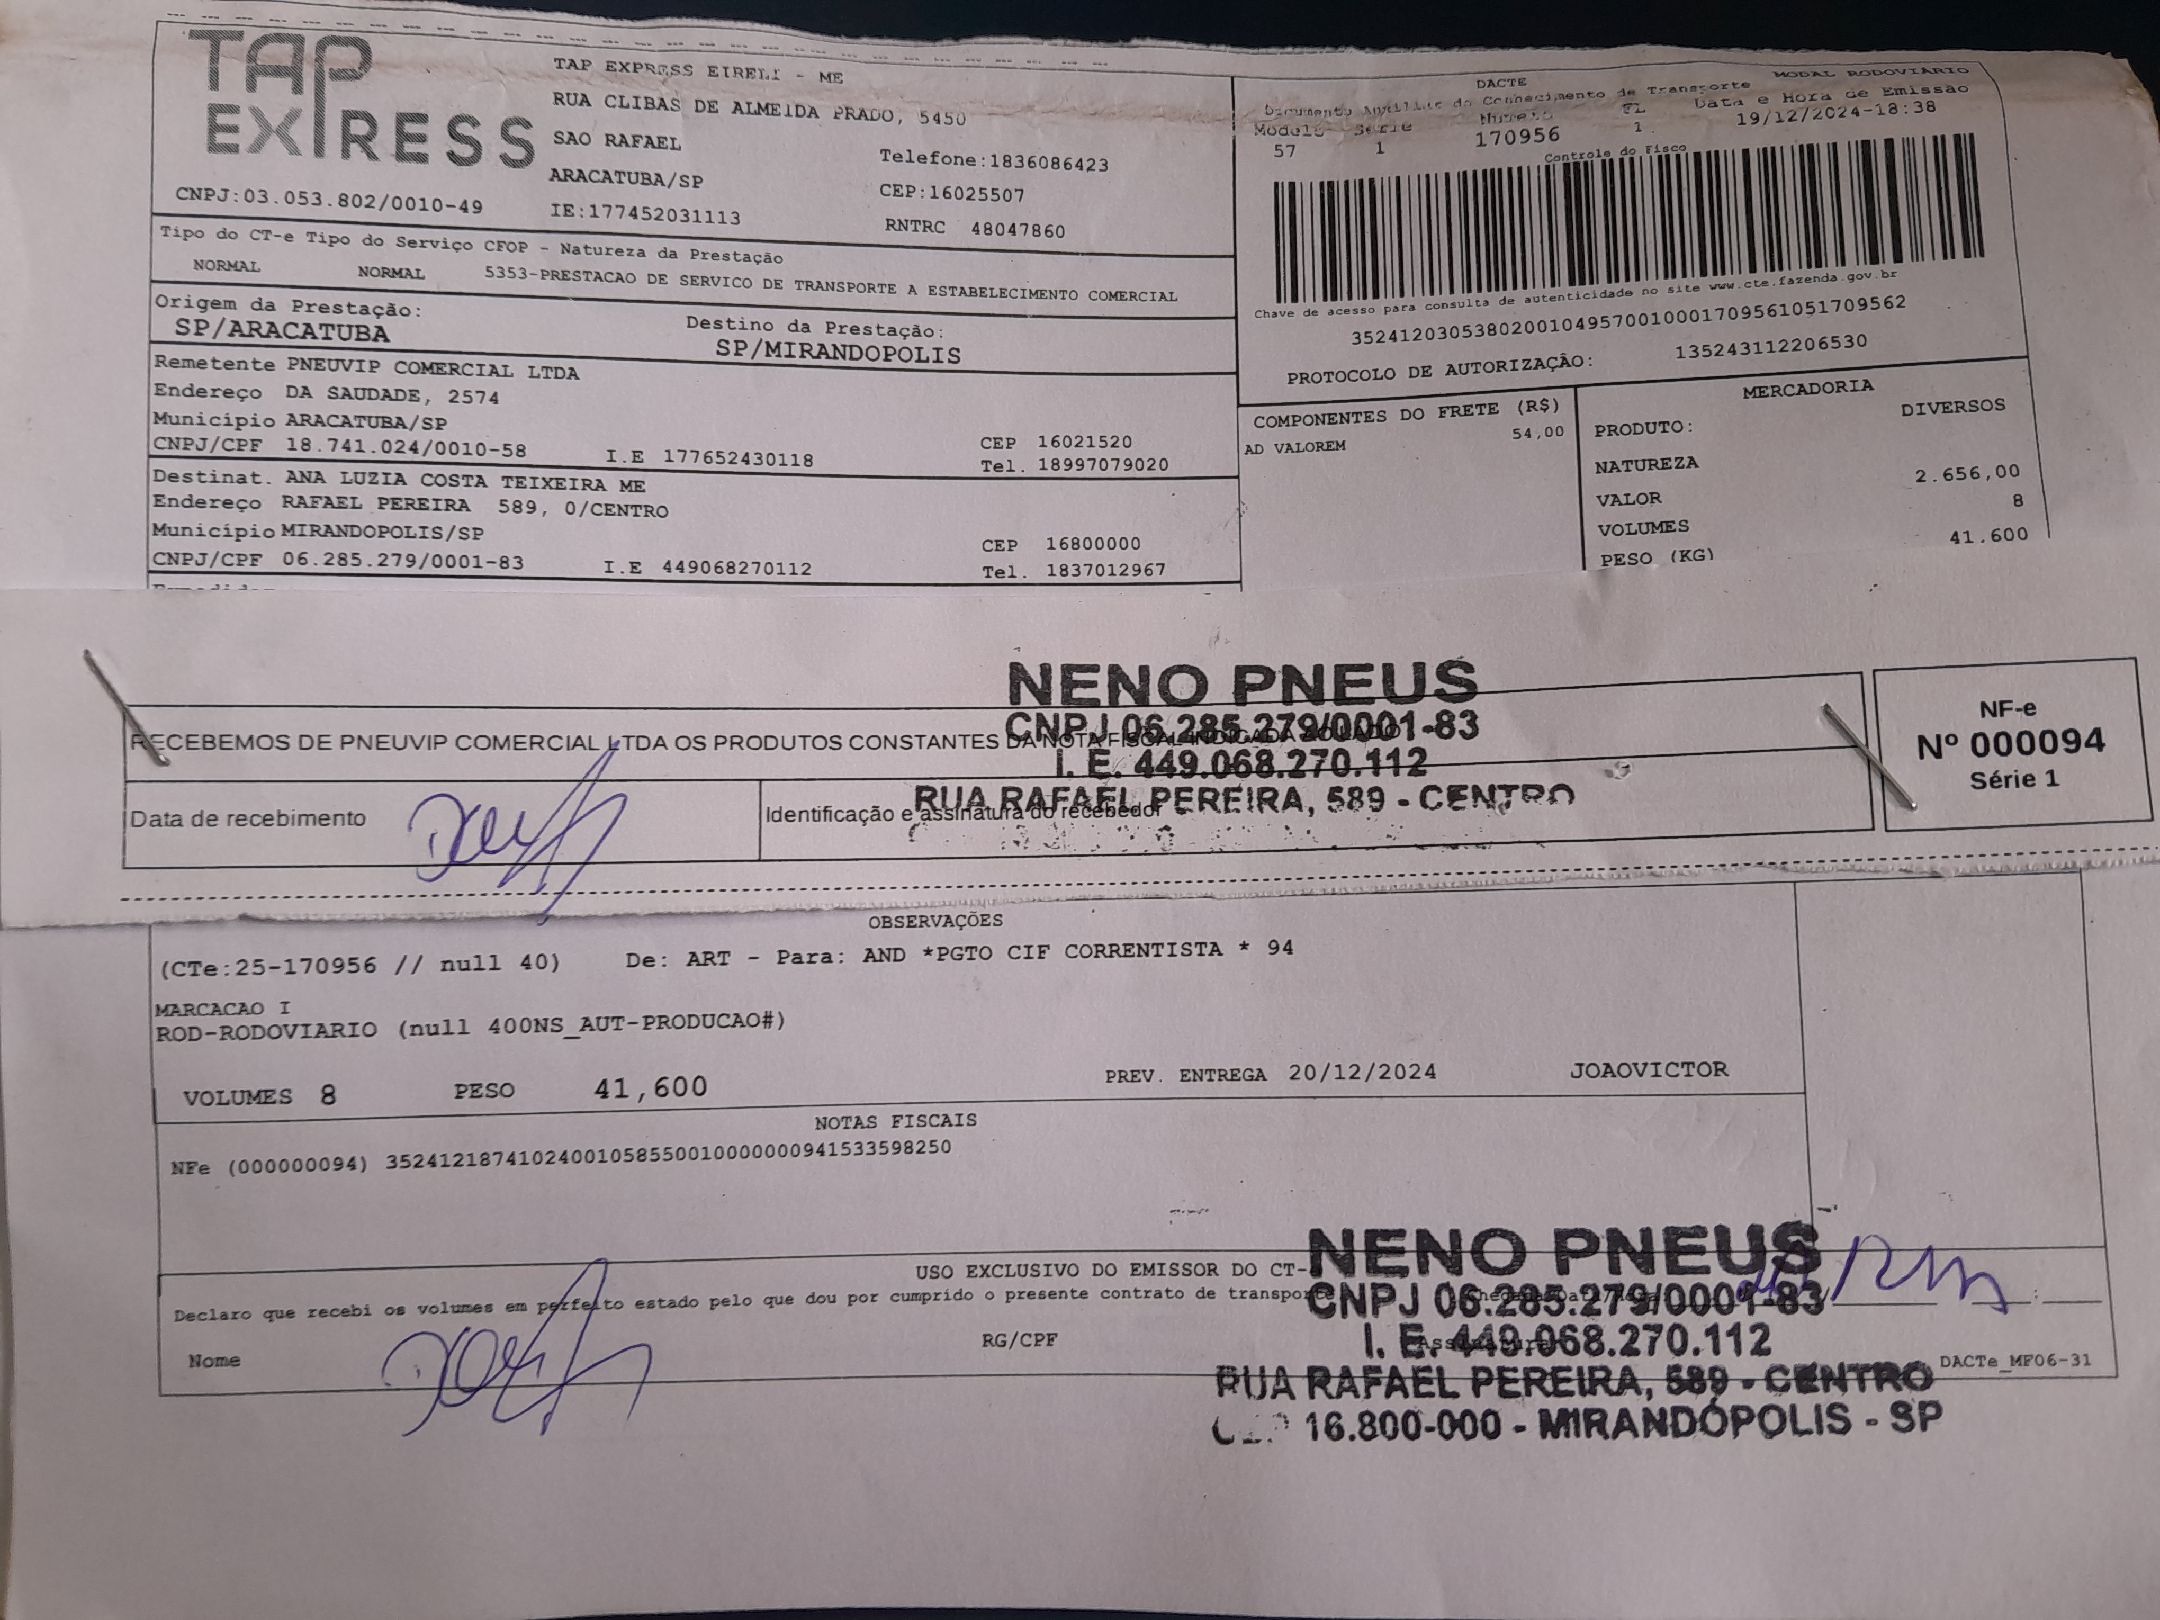 TAP
EXPRESS
TAP EXPRESS EIRELI - ME
RUA CLIBAS DE ALMEIDA PRADO, 5450
SAO RAFAEL
Telefone:1836086423
ARACATUBA/SP
CEP:16025507
CNPJ:03.053.802/0010-49
IE:177452031113
RNTRC 48047860
DACTE
MODAL RODOVIARIO
Documento Auxiliar do Conhecimento de Transporte
Modelo Serie Numero FL Data e Hora de Emissao
57 1 170956 1 19/12/2024-18:38
Controle do Fisco
Chave de acesso para consulta de autenticidade no site www.cte.fazenda.gov.br
35241203053802001049570010001709561051709562
PROTOCOLO DE AUTORIZAÇÃO: 135243112206530
Tipo do CT-e Tipo do Serviço CFOP - Natureza da Prestação
NORMAL NORMAL 5353-PRESTACAO DE SERVICO DE TRANSPORTE A ESTABELECIMENTO COMERCIAL
Origem da Prestação:
SP/ARACATUBA
Destino da Prestação:
SP/MIRANDOPOLIS
Remetente PNEUVIP COMERCIAL LTDA
Endereço DA SAUDADE, 2574
Município ARACATUBA/SP
CEP 16021520
CNPJ/CPF 18.741.024/0010-58 I.E 177652430118
Tel. 18997079020
Destinat. ANA LUZIA COSTA TEIXEIRA ME
Endereço RAFAEL PEREIRA 589, 0/CENTRO
Município MIRANDOPOLIS/SP
CEP 16800000
CNPJ/CPF 06.285.279/0001-83 I.E 449068270112
Tel. 1837012967
COMPONENTES DO FRETE (R$)
AD VALOREM 54,00
MERCADORIA
PRODUTO: DIVERSOS
NATUREZA
VALOR 2.656,00
VOLUMES 8
PESO (KG) 41.600
NENO PNEUS
CNPJ 06.285.279/0001-83
I. E. 449.068.270.112
RUA RAFAEL PEREIRA, 589 - CENTRO
RECEBEMOS DE PNEUVIP COMERCIAL LTDA OS PRODUTOS CONSTANTES DA NOTA FISCAL INDICADA AO LADO
Data de recebimento
Identificação e assinatura do recebedor
NF-e
Nº 000094
Série 1
OBSERVAÇÕES
(CTe:25-170956 // null 40) De: ART - Para: AND *PGTO CIF CORRENTISTA * 94
MARCACAO I
ROD-RODOVIARIO (null 400NS_AUT-PRODUCAO#)
VOLUMES 8 PESO 41,600 PREV. ENTREGA 20/12/2024 JOAOVICTOR
NOTAS FISCAIS
NFe (000000094) 35241218741024001058550010000000941533598250
USO EXCLUSIVO DO EMISSOR DO CT-
Declaro que recebi os volumes em perfeito estado pelo que dou por cumprido o presente contrato de transporte
Nome
RG/CPF
NENO PNEUS
CNPJ 06.285.279/0001-83
I. E. 449.068.270.112
RUA RAFAEL PEREIRA, 589 - CENTRO
CEP 16.800-000 - MIRANDÓPOLIS - SP
DACTe_MF06-31